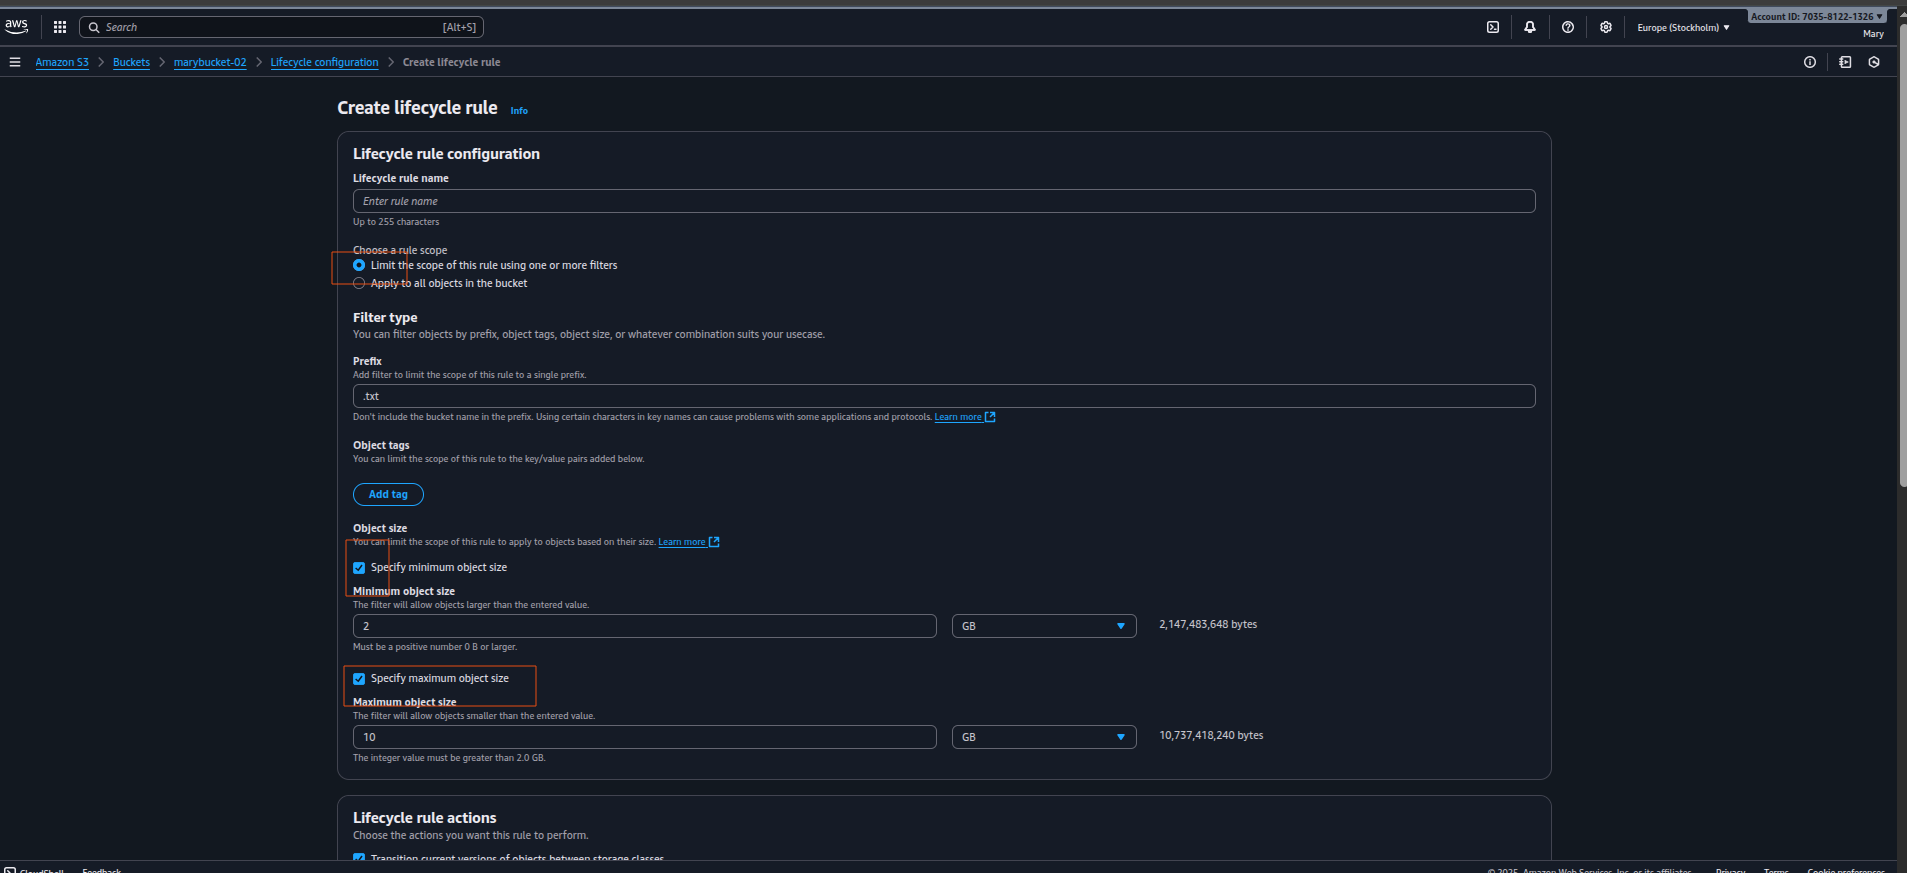 aws
Search [Alt+S]
Europe (Stockholm)
Account ID: 7035-8122-1326
Mary
Amazon S3 > Buckets > marybucket-02 > Lifecycle configuration > Create lifecycle rule
Create lifecycle rule Info
Lifecycle rule configuration
Lifecycle rule name
Enter rule name
Up to 255 characters
Choose a rule scope
Limit the scope of this rule using one or more filters
Apply to all objects in the bucket
Filter type
You can filter objects by prefix, object tags, object size, or whatever combination suits your usecase.
Prefix
Add filter to limit the scope of this rule to a single prefix.
.txt
Don't include the bucket name in the prefix. Using certain characters in key names can cause problems with some applications and protocols. Learn more
Object tags
You can limit the scope of this rule to the key/value pairs added below.
Add tag
Object size
You can limit the scope of this rule to apply to objects based on their size. Learn more
Specify minimum object size
Minimum object size
The filter will allow objects larger than the entered value.
2 GB 2,147,483,648 bytes
Must be a positive number 0 B or larger.
Specify maximum object size
Maximum object size
The filter will allow objects smaller than the entered value.
10 GB 10,737,418,240 bytes
The integer value must be greater than 2.0 GB.
Lifecycle rule actions
Choose the actions you want this rule to perform.
Transition current versions of objects between storage classes
CloudShell Feedback © 2025, Amazon Web Services, Inc. or its affiliates. Privacy Terms Cookie preferences